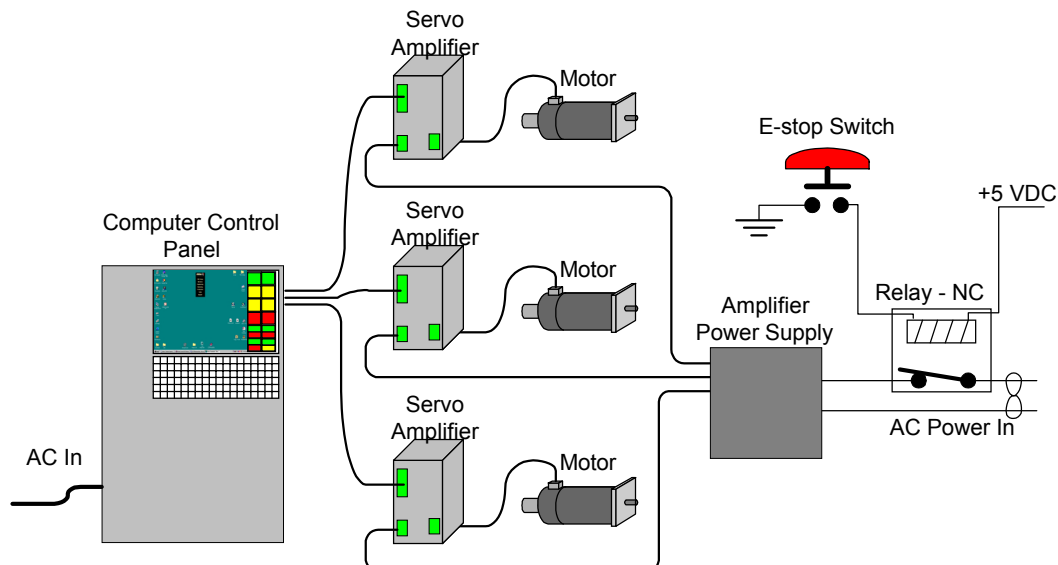 Servo
Amplifier
Motor
E-stop Switch
+5 VDC
Computer Control
Panel
Servo
Amplifier
Motor
Amplifier
Power Supply
Relay - NC
AC Power In
Servo
Amplifier
Motor
AC In